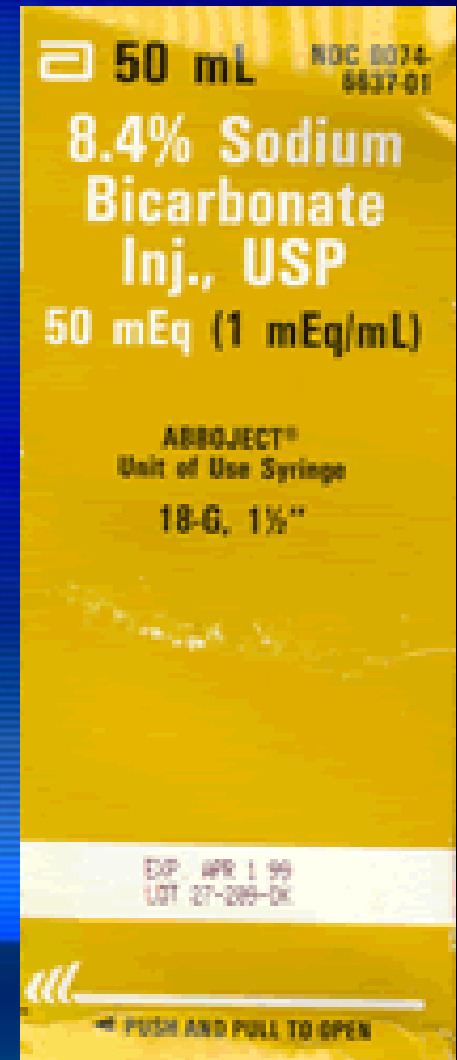 50 mL
NDC 0074-
6637-01
8.4% Sodium
Bicarbonate
Inj., USP
50 mEq (1 mEq/mL)
ABBOJECT®
Unit of Use Syringe
18-G, 1½"
EXP. APR 1 99
LOT 27-289-DK
PUSH AND PULL TO OPEN